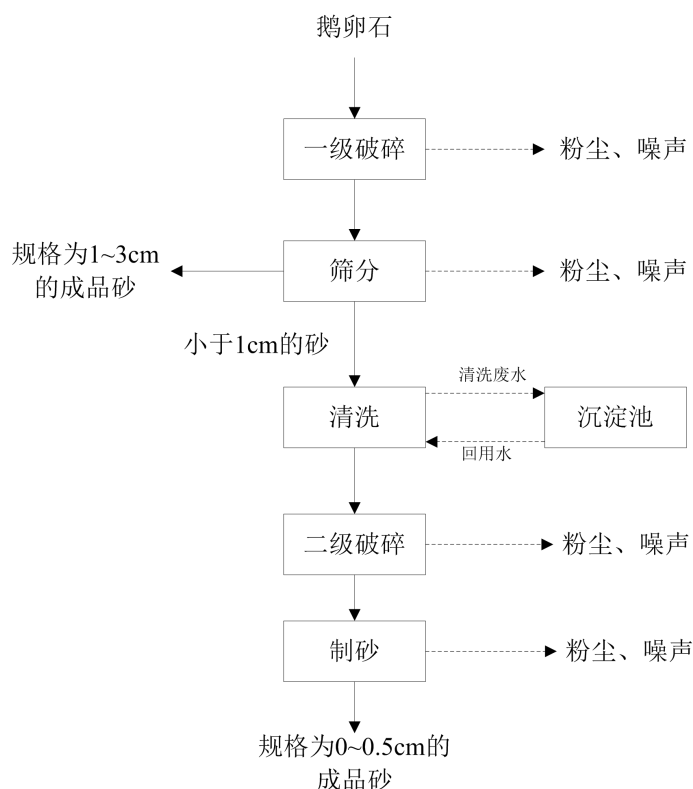 鹅卵石
一级破碎
粉尘、噪声
规格为1~3cm
的成品砂
筛分
粉尘、噪声
小于1cm的砂
清洗废水
清洗
沉淀池
回用水
二级破碎
粉尘、噪声
制砂
粉尘、噪声
规格为0~0.5cm的
成品砂